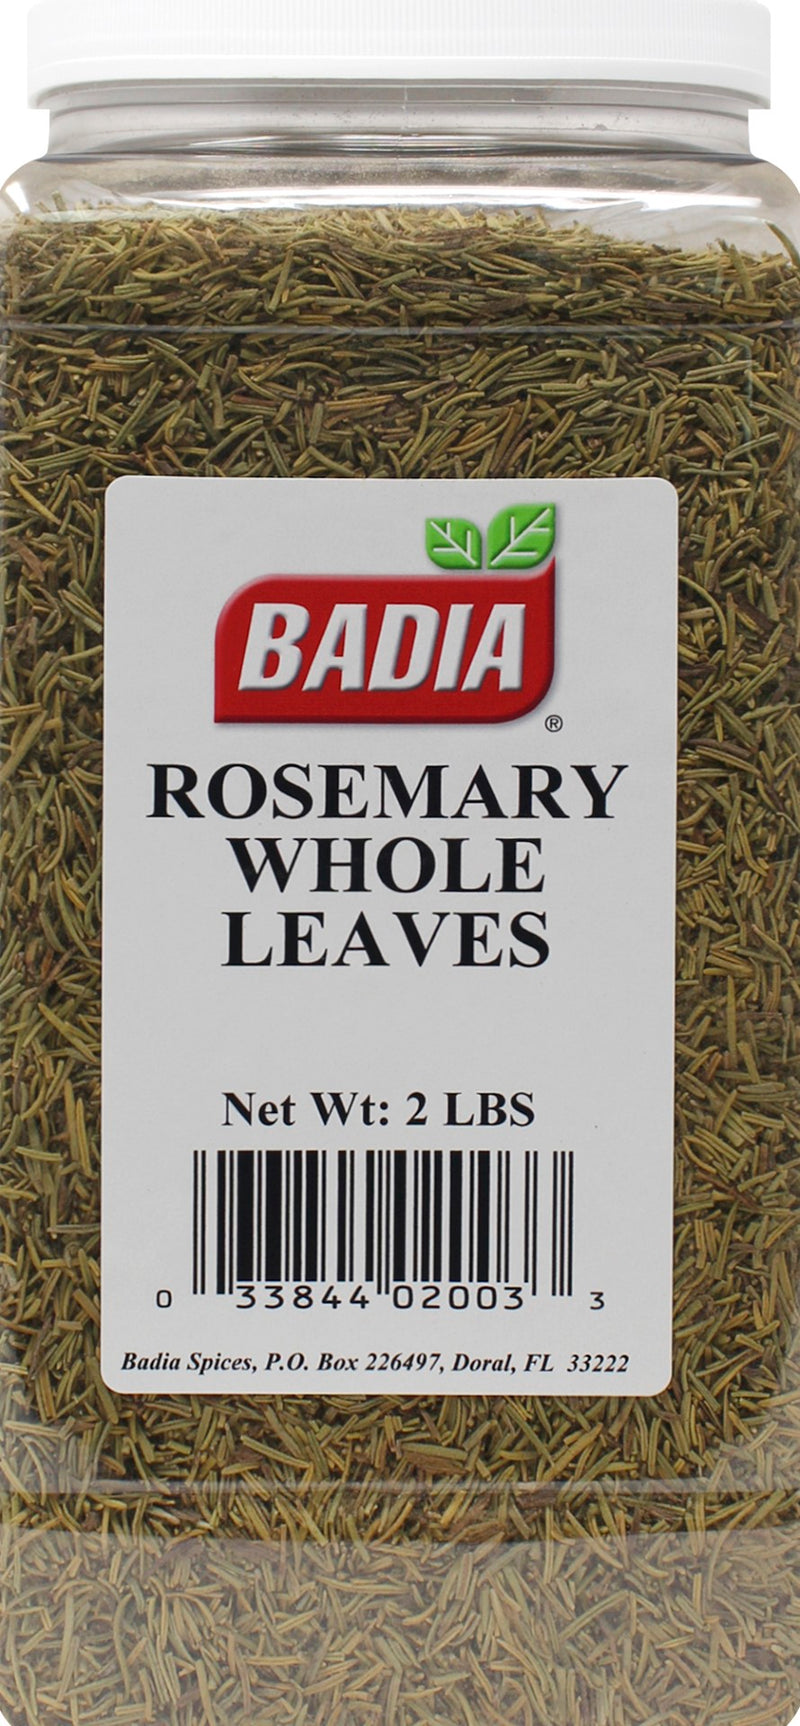 BADIA
®
ROSEMARY
WHOLE
LEAVES
Net Wt: 2 LBS
0 33844 02003 3
Badia Spices, P.O. Box 226497, Doral, FL 33222